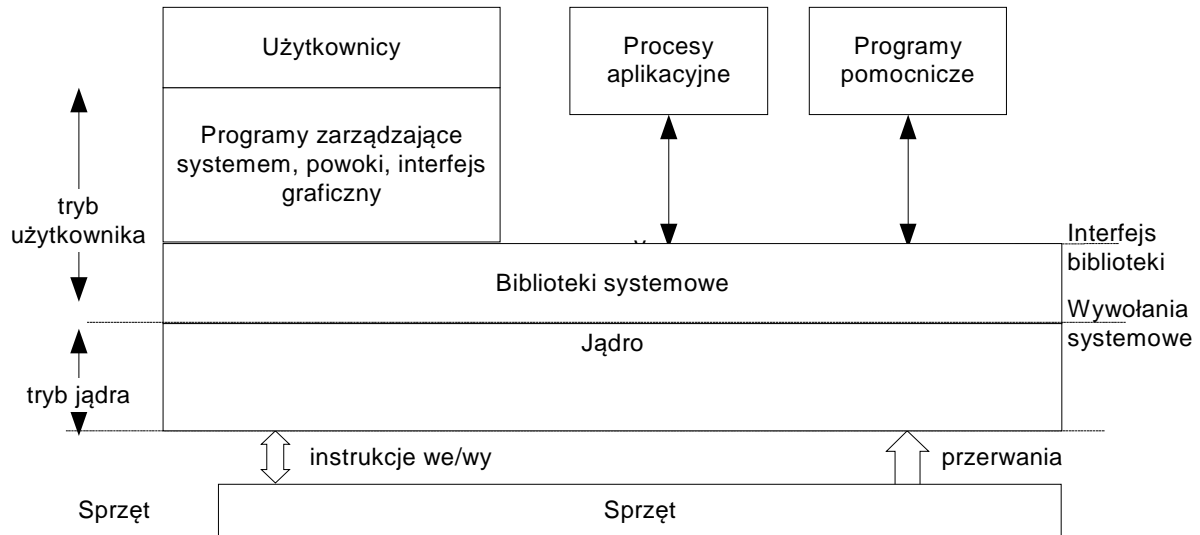 Użytkownicy
Procesy
aplikacyjne
Programy
pomocnicze
Programy zarządzające
systemem, powoki, interfejs
graficzny
tryb
użytkownika
Interfejs
biblioteki
Biblioteki systemowe
Wywołania
systemowe
Jądro
tryb jądra
instrukcje we/wy
przerwania
Sprzęt
Sprzęt